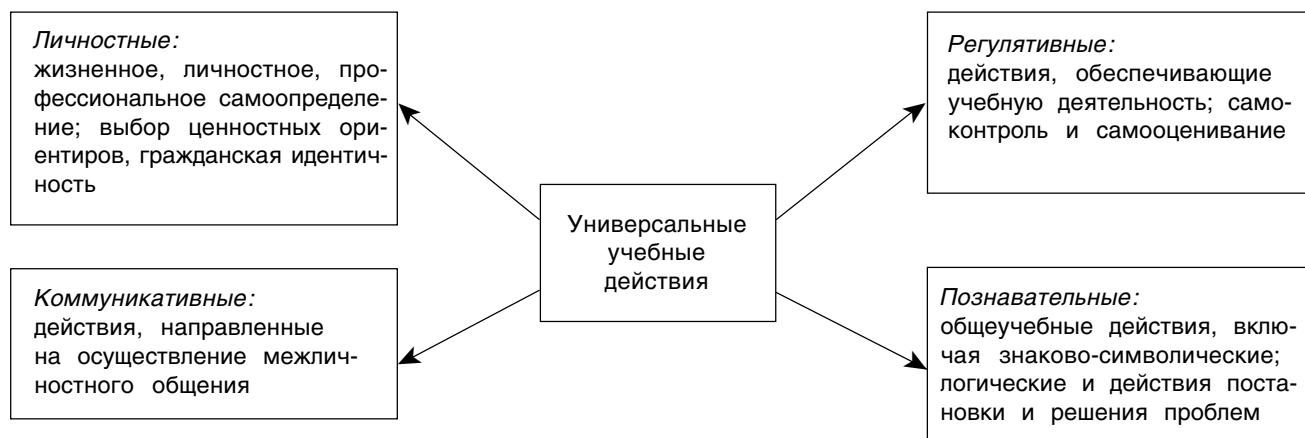 Личностные:
жизненное, личностное, про-
фессиональное самоопределе-
ние; выбор ценностных ори-
ентиров, гражданская идентич-
ность
Регулятивные:
действия, обеспечивающие
учебную деятельность; само-
контроль и самооценивание
Универсальные
учебные
действия
Коммуникативные:
действия, направленные
на осуществление межлич-
ностного общения
Познавательные:
общеучебные действия, вклю-
чая знаково-символические;
логические и действия поста-
новки и решения проблем